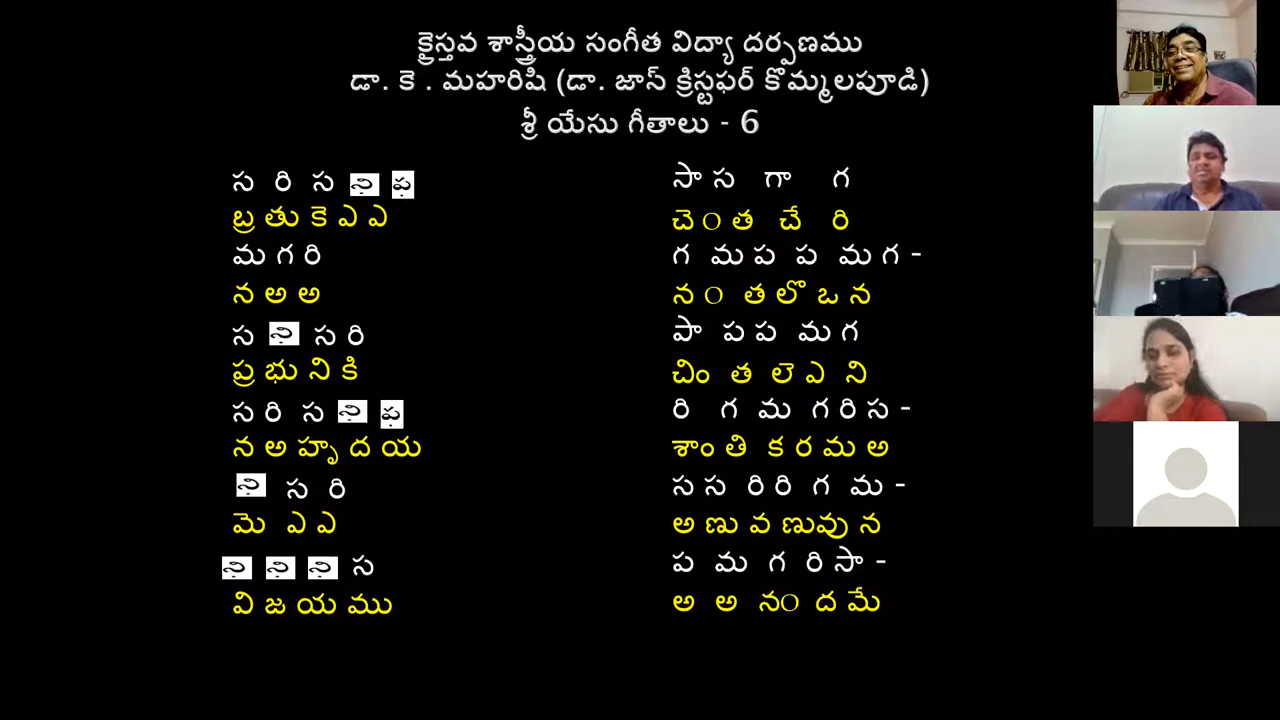 క్రైస్తవ శాస్త్రీయ సంగీత విద్యా దర్పణము
డా. కె . మహరిషి (డా. జాస్ క్రిస్టఫర్ కొమ్మలపూడి)
శ్రీ యేసు గీతాలు - 6
స రి స ని ప
బ్ర తు కె ఎ ఎ
మ గ రి
న అ అ
స ని స రి
ప్ర భు ని కి
స రి స ని ప
న అ హృ ద య
ని స రి
మె ఎ ఎ
ని ని ని స
వి జ య ము
సా స గా గ
చె ం త చే రి
గ మ ప ప మ గ -
న ం త లొ ఒ న
పా ప ప మ గ
చిం త లె ఎ ని
రి గ మ గ రి స -
శాం తి క ర మ అ
స స రి రి గ మ -
అ ణు వ ణువు న
ప మ గ రి సా -
అ అ నం ద మే